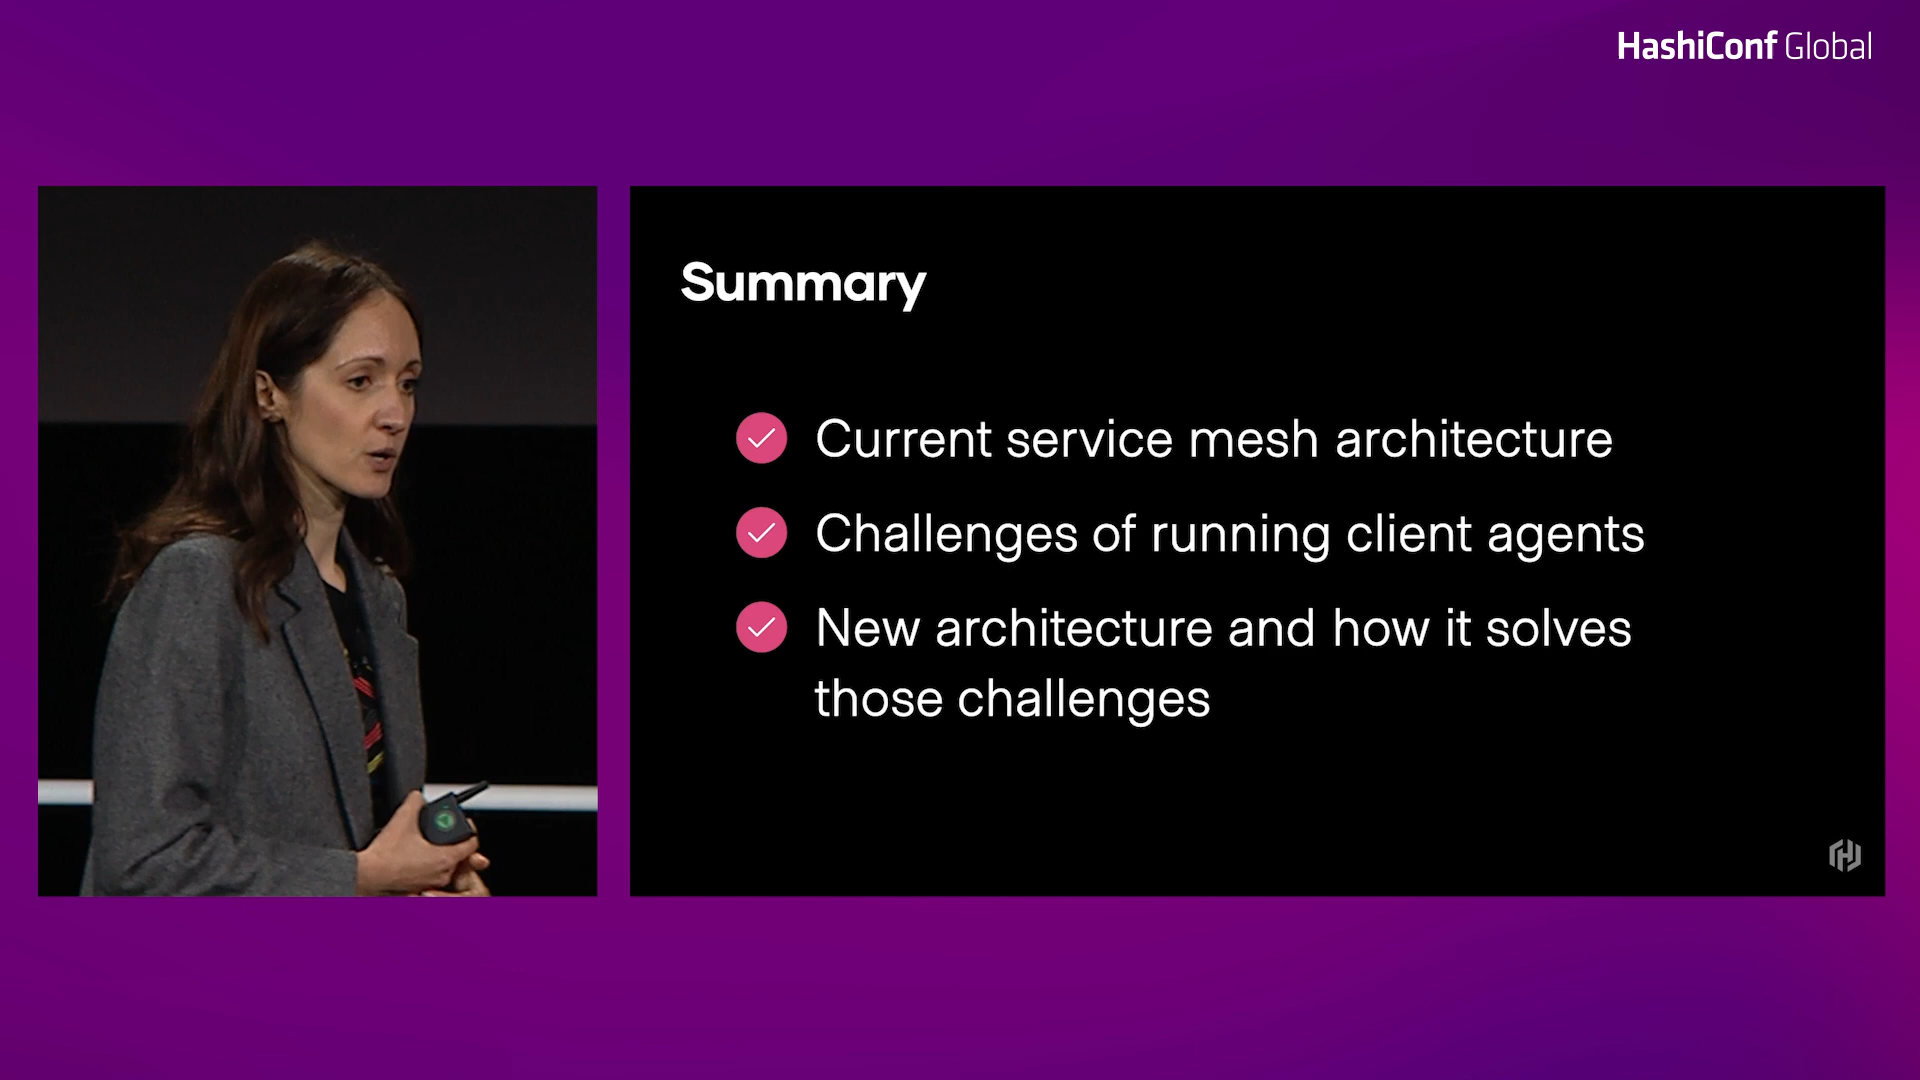 HashiConf Global
Summary
Current service mesh architecture
Challenges of running client agents
New architecture and how it solves
those challenges